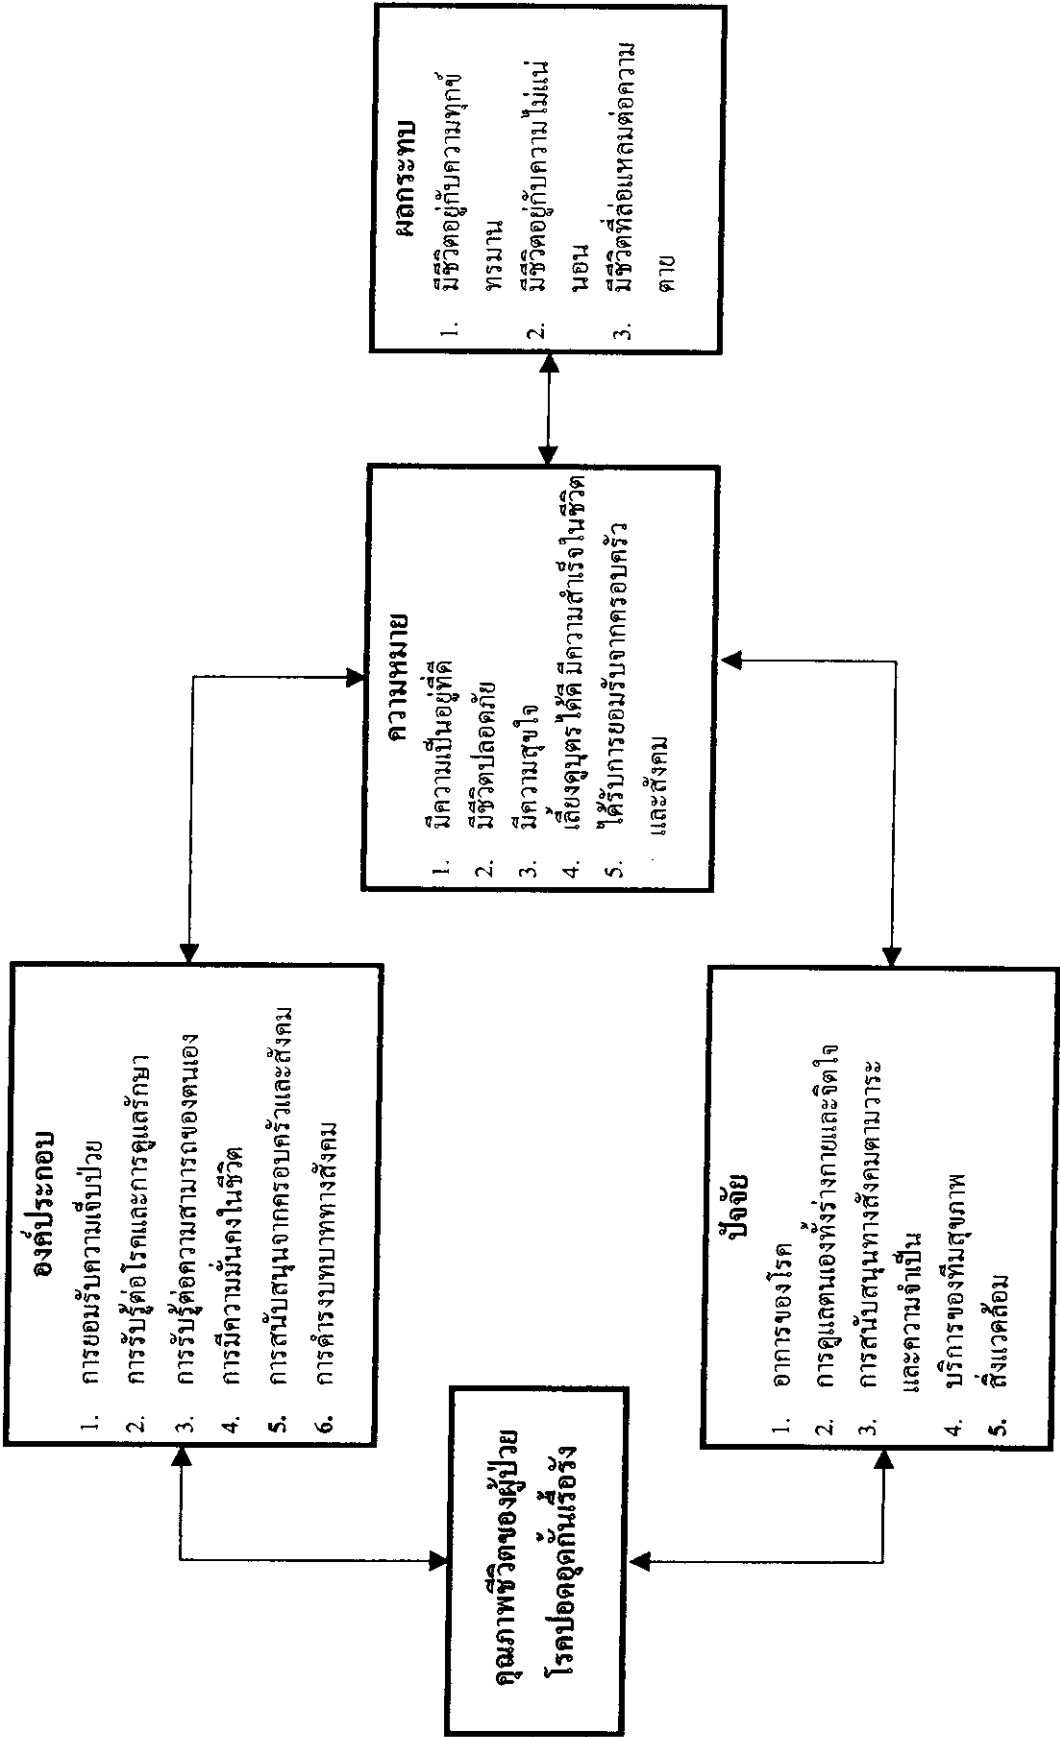 คุณภาพชีวิตของผู้ป่วย
โรคปอดอุดกั้นเรื้อรัง
องค์ประกอบ
1. การยอมรับความเจ็บป่วย
2. การรับรู้ต่อโรคและการดูแลรักษา
3. การรับรู้ต่อความสามารถของตนเอง
4. การมีความมั่นคงในชีวิต
5. การสนับสนุนจากครอบครัวและสังคม
6. การดำรงบทบาททางสังคม
ปัจจัย
1. อาการของโรค
2. การดูแลตนเองทั้งร่างกายและจิตใจ
3. การสนับสนุนทางสังคมตามวาระ
และความจำเป็น
4. บริการของทีมสุขภาพ
5. สิ่งแวดล้อม
ความหมาย
1. มีความเป็นอยู่ที่ดี
2. มีชีวิตปลอดภัย
3. มีความสุขใจ
4. เลี้ยงดูบุตรได้ดี มีความสำเร็จในชีวิต
5. ได้รับการยอมรับจากครอบครัว
และสังคม
ผลกระทบ
1. มีชีวิตอยู่กับความทุกข์
ทรมาน
2. มีชีวิตอยู่กับความไม่แน่
นอน
3. มีชีวิตที่ล่อแหลมต่อความ
ตาย